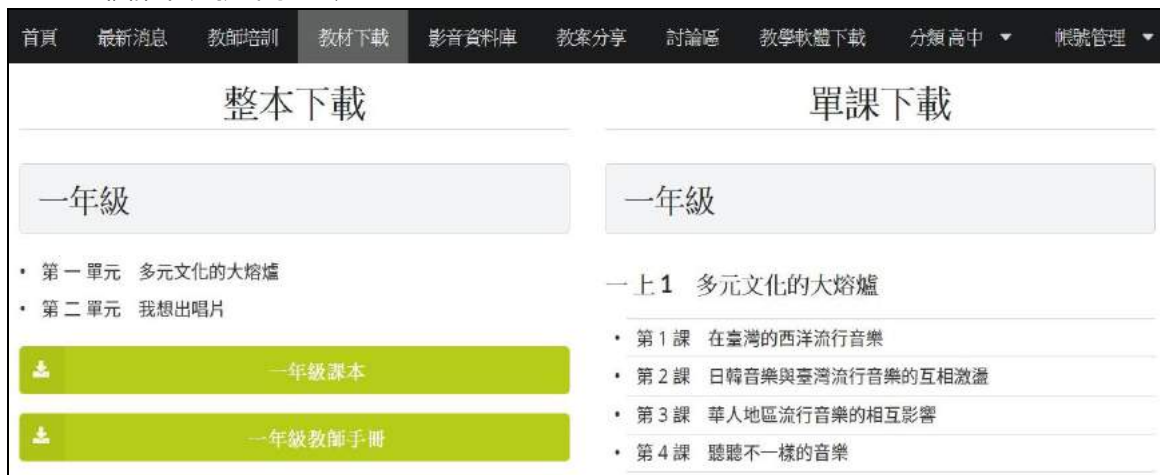 首頁 最新消息 教師培訓 教材下載 影音資料庫 教案分享 討論區 教學軟體下載 分類 高中 帳號管理
整本下載
一年級
• 第 一 單元 多元文化的大熔爐
• 第 二 單元 我想出唱片
一年級課本
一年級教師手冊
單課下載
一年級
一 上 1 多元文化的大熔爐
• 第 1 課 在臺灣的西洋流行音樂
• 第 2 課 日韓音樂與臺灣流行音樂的互相激盪
• 第 3 課 華人地區流行音樂的相互影響
• 第 4 課 聽聽不一樣的音樂